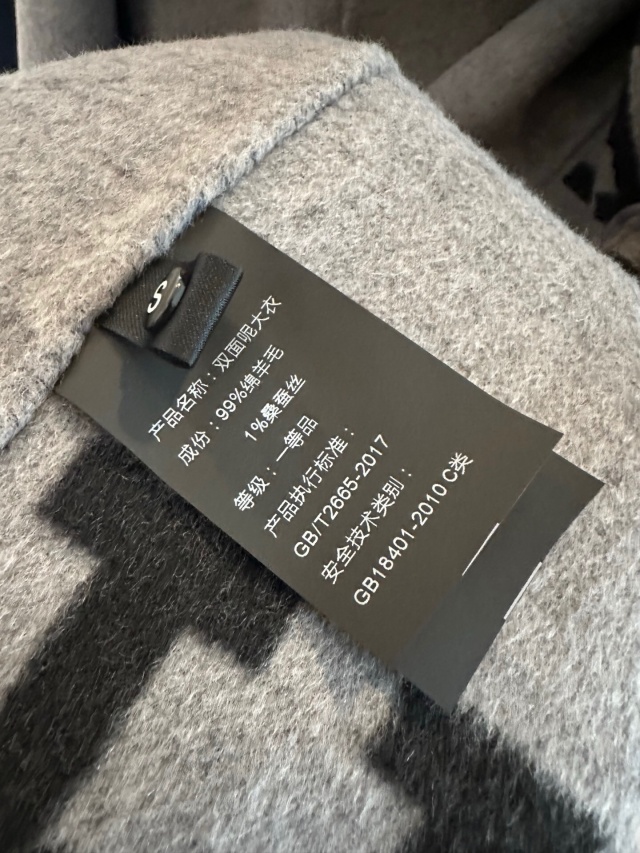 S
产品名称：双面呢大衣
成份：99%绵羊毛
1%桑蚕丝
等级：一等品
产品执行标准：
GB/T2665-2017
安全技术类别：
GB18401-2010 C类